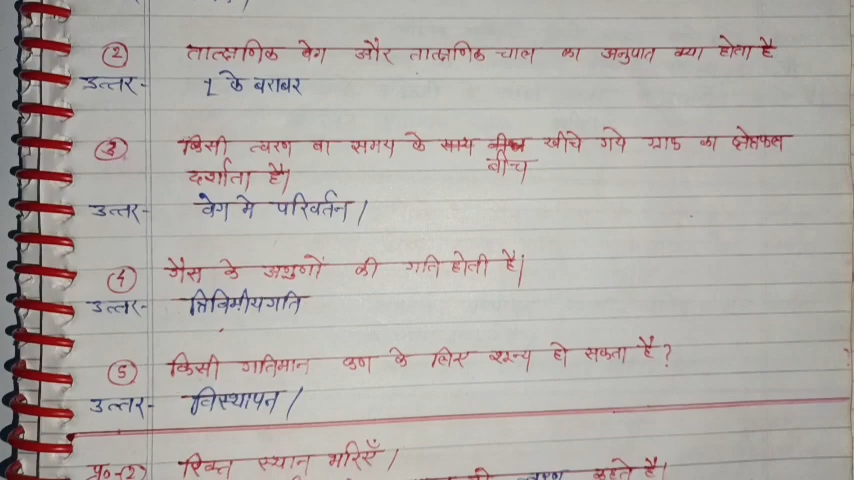 ② तात्क्षणिक वेग और तात्क्षणिक चाल का अनुपात क्या होता है
उत्तर- 1 के बराबर
③ किसी त्वरण वा समय के साथ खीचे गये ग्राफ का क्षेत्रफल
बीच
दर्शाता है।
उत्तर- वेग मे परिवर्तन।
④ गैस के अणुओं की गति होती है।
उत्तर- त्रिविमीयगति
⑤ किसी गतिमान कण के लिए शून्य हो सकता है?
उत्तर- विस्थापन।
प्र०-(2) रिक्त स्थान भरिएँ।
कहते है।